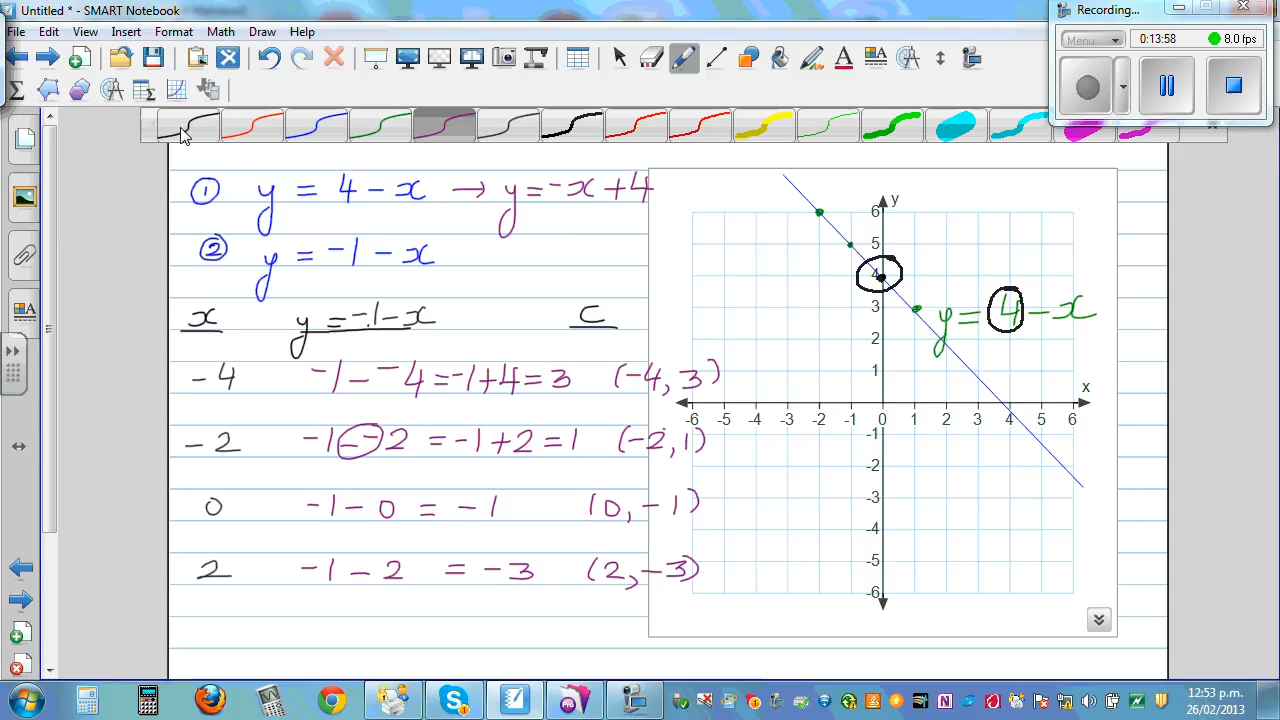 Untitled * - SMART Notebook
File Edit View Insert Format Math Draw Help
Recording...
Menu 0:13:58 8.0 fps
① y = 4 - x → y = -x + 4
② y = -1 - x
x y = -1 - x C
-4 -1 - -4 = -1 + 4 = 3 (-4, 3)
-2 -1 - -2 = -1 + 2 = 1 (-2, 1)
0 -1 - 0 = -1 (0, -1)
2 -1 - 2 = -3 (2, -3)
y
6
5
4
3
y = 4 - x
2
1
x
-6 -5 -4 -3 -2 -1 0 1 2 3 4 5 6
-1
-2
-3
-4
-5
-6
12:53 p.m.
26/02/2013